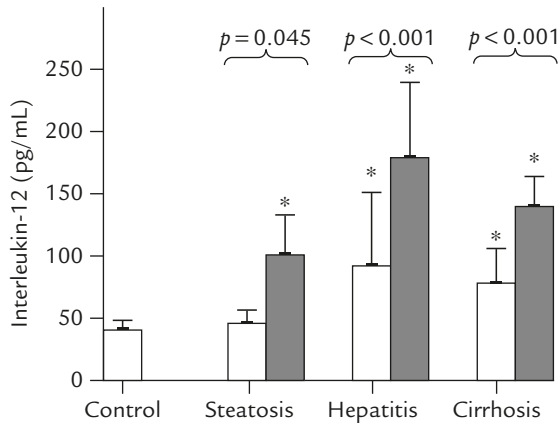 p = 0.045
p < 0.001
p < 0.001
Interleukin-12 (pg/mL)
250
200
150
100
50
0
*
*
*
*
*
Control
Steatosis
Hepatitis
Cirrhosis